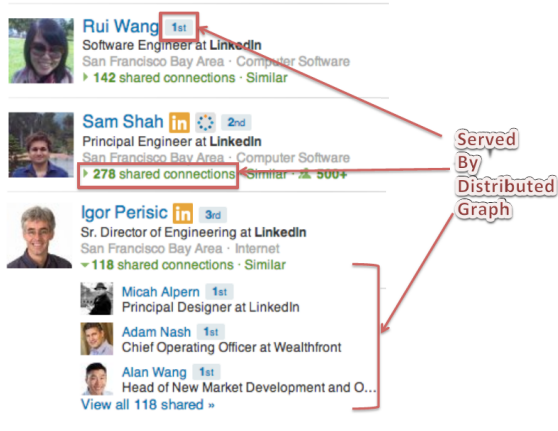 Rui Wang 1st
Software Engineer at LinkedIn
San Francisco Bay Area · Computer Software
142 shared connections · Similar
Sam Shah in 2nd
Principal Engineer at LinkedIn
San Francisco Bay Area · Computer Software
278 shared connections · Similar · 500+
Igor Perisic in 3rd
Sr. Director of Engineering at LinkedIn
San Francisco Bay Area · Internet
118 shared connections · Similar
Micah Alpern 1st
Principal Designer at LinkedIn
Adam Nash 1st
Chief Operating Officer at Wealthfront
Alan Wang 1st
Head of New Market Development and O...
View all 118 shared »
Served
By
Distributed
Graph